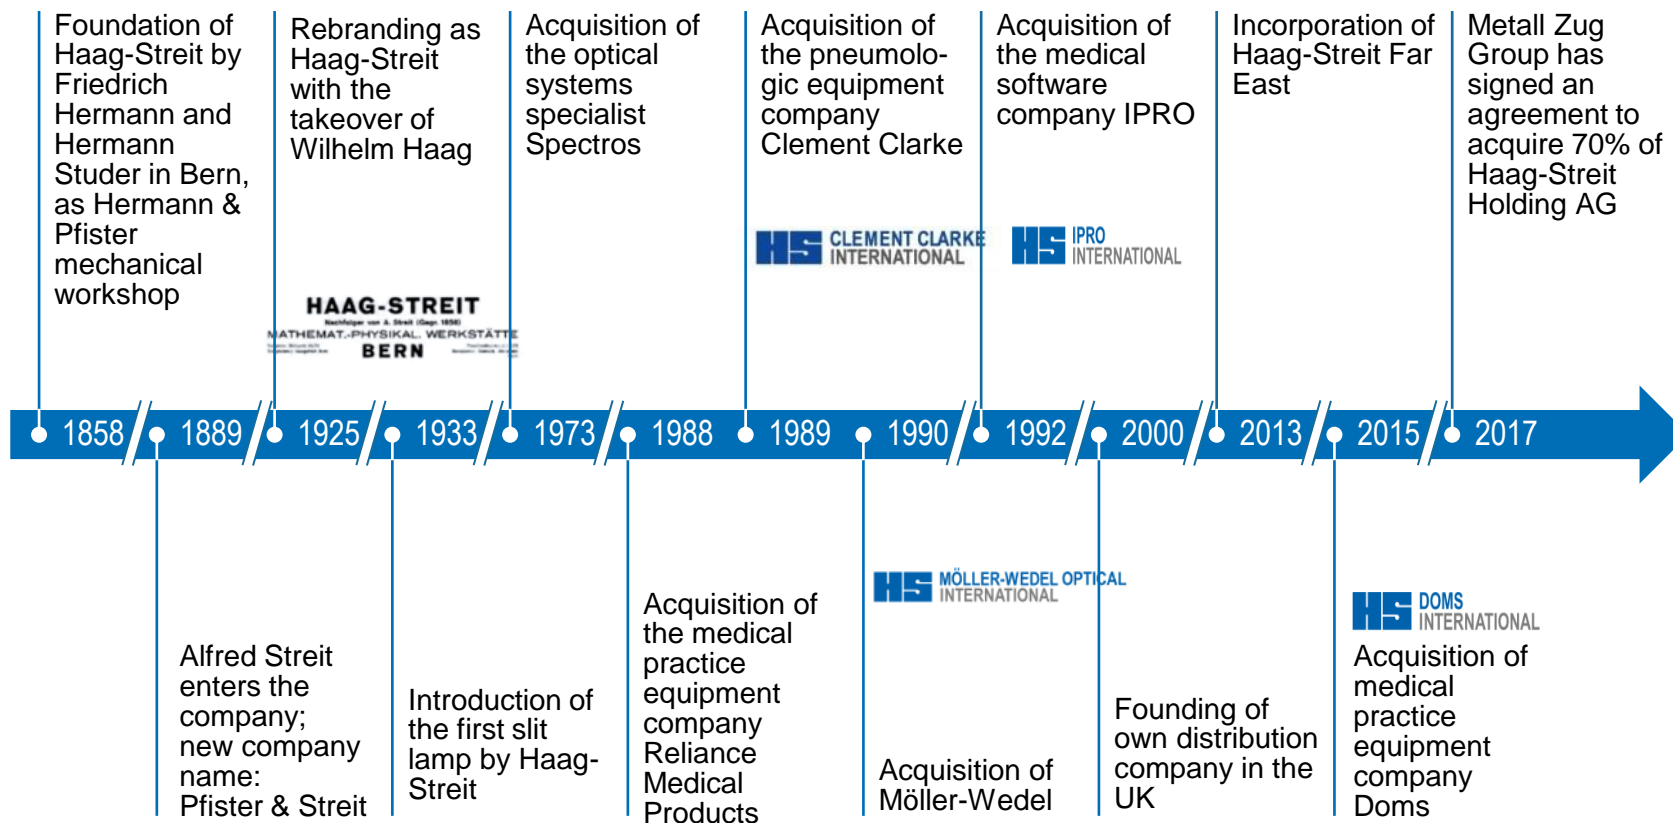 Foundation of
Haag-Streit by
Friedrich
Hermann and
Hermann
Studer in Bern,
as Hermann &
Pfister
mechanical
workshop
Rebranding as
Haag-Streit
with the
takeover of
Wilhelm Haag
HAAG-STREIT
Nachfolger von A. Streit (Gegr. 1858)
MATHEMAT.-PHYSIKAL. WERKSTÄTTE
BERN
Acquisition of
the optical
systems
specialist
Spectros
Acquisition of
the pneumolo-
gic equipment
company
Clement Clarke
HS CLEMENT CLARKE
INTERNATIONAL
Acquisition of
the medical
software
company IPRO
HS IPRO
INTERNATIONAL
Incorporation of
Haag-Streit Far
East
Metall Zug
Group has
signed an
agreement to
acquire 70% of
Haag-Streit
Holding AG
1858 1889 1925 1933 1973 1988 1989 1990 1992 2000 2013 2015 2017
Alfred Streit
enters the
company;
new company
name:
Pfister & Streit
Introduction of
the first slit
lamp by Haag-
Streit
Acquisition of
the medical
practice
equipment
company
Reliance
Medical
Products
HS MÖLLER-WEDEL OPTICAL
INTERNATIONAL
Acquisition of
Möller-Wedel
Founding of
own distribution
company in the
UK
HS DOMS
INTERNATIONAL
Acquisition of
medical
practice
equipment
company
Doms